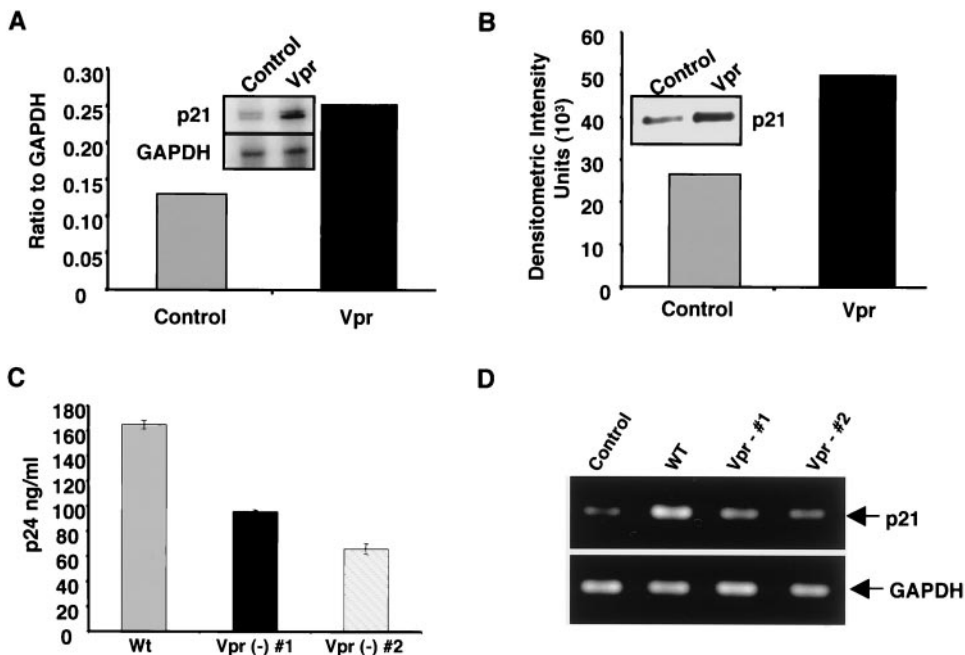 A
Ratio to GAPDH
0.30
0.25
0.20
0.15
0.10
0.05
0
Control
Vpr
p21
GAPDH
Control
Vpr
B
Densitometric Intensity
Units (10³)
60
50
40
30
20
10
0
Control
Vpr
p21
Control
Vpr
C
p24 ng/ml
180
160
140
120
100
80
60
40
20
0
Wt
Vpr (-) #1
Vpr (-) #2
D
Control
WT
Vpr - #1
Vpr - #2
p21
GAPDH